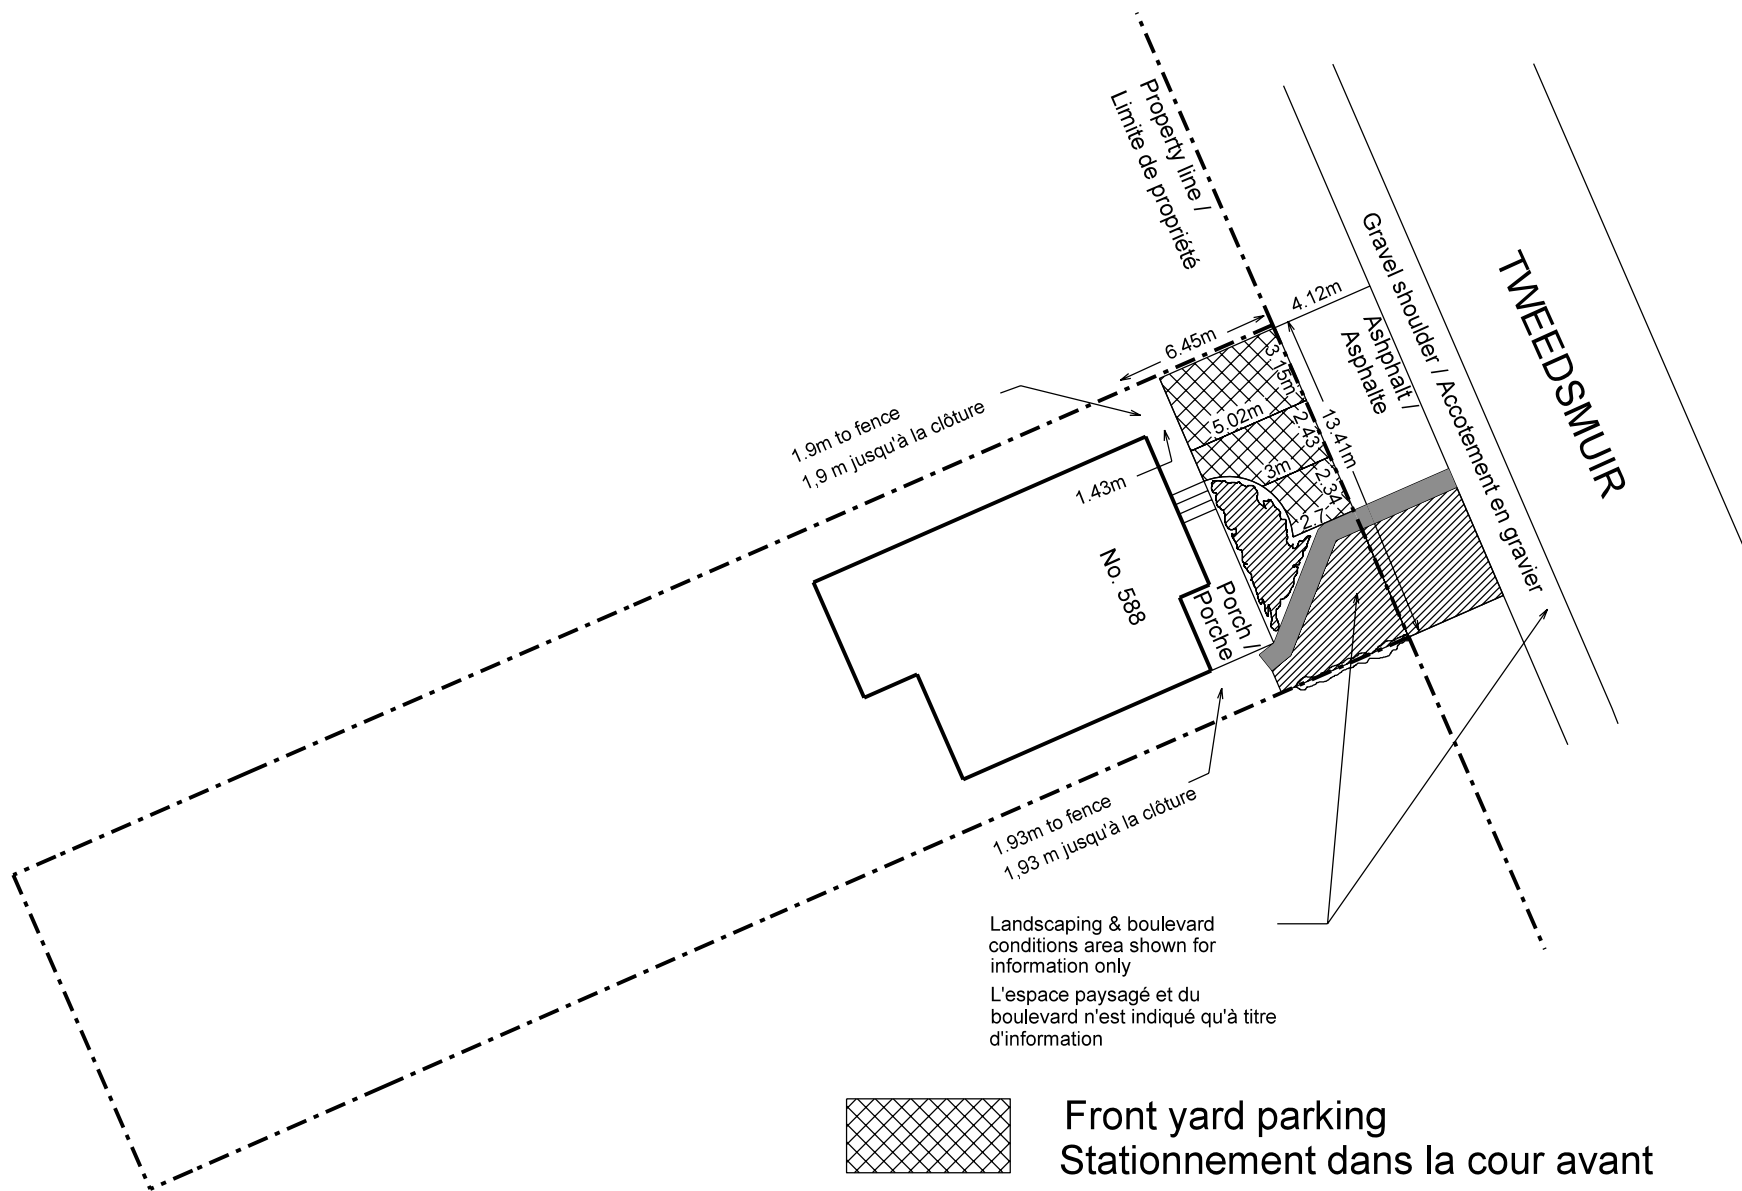 Property line /
Limite de propriété
Gravel shoulder / Accotement en gravier
TWEEDSMUIR
4.12m
6.45m
Ashphalt /
Asphalte
3.15m
13.41m
5.02m
2.43
3m
2.34
2.7
1.9m to fence
1,9 m jusqu'à la clôture
1.43m
No. 588
Porch /
Porche
1.93m to fence
1,93 m jusqu'à la clôture
Landscaping & boulevard
conditions area shown for
information only
L'espace paysagé et du
boulevard n'est indiqué qu'à titre
d'information
Front yard parking
Stationnement dans la cour avant